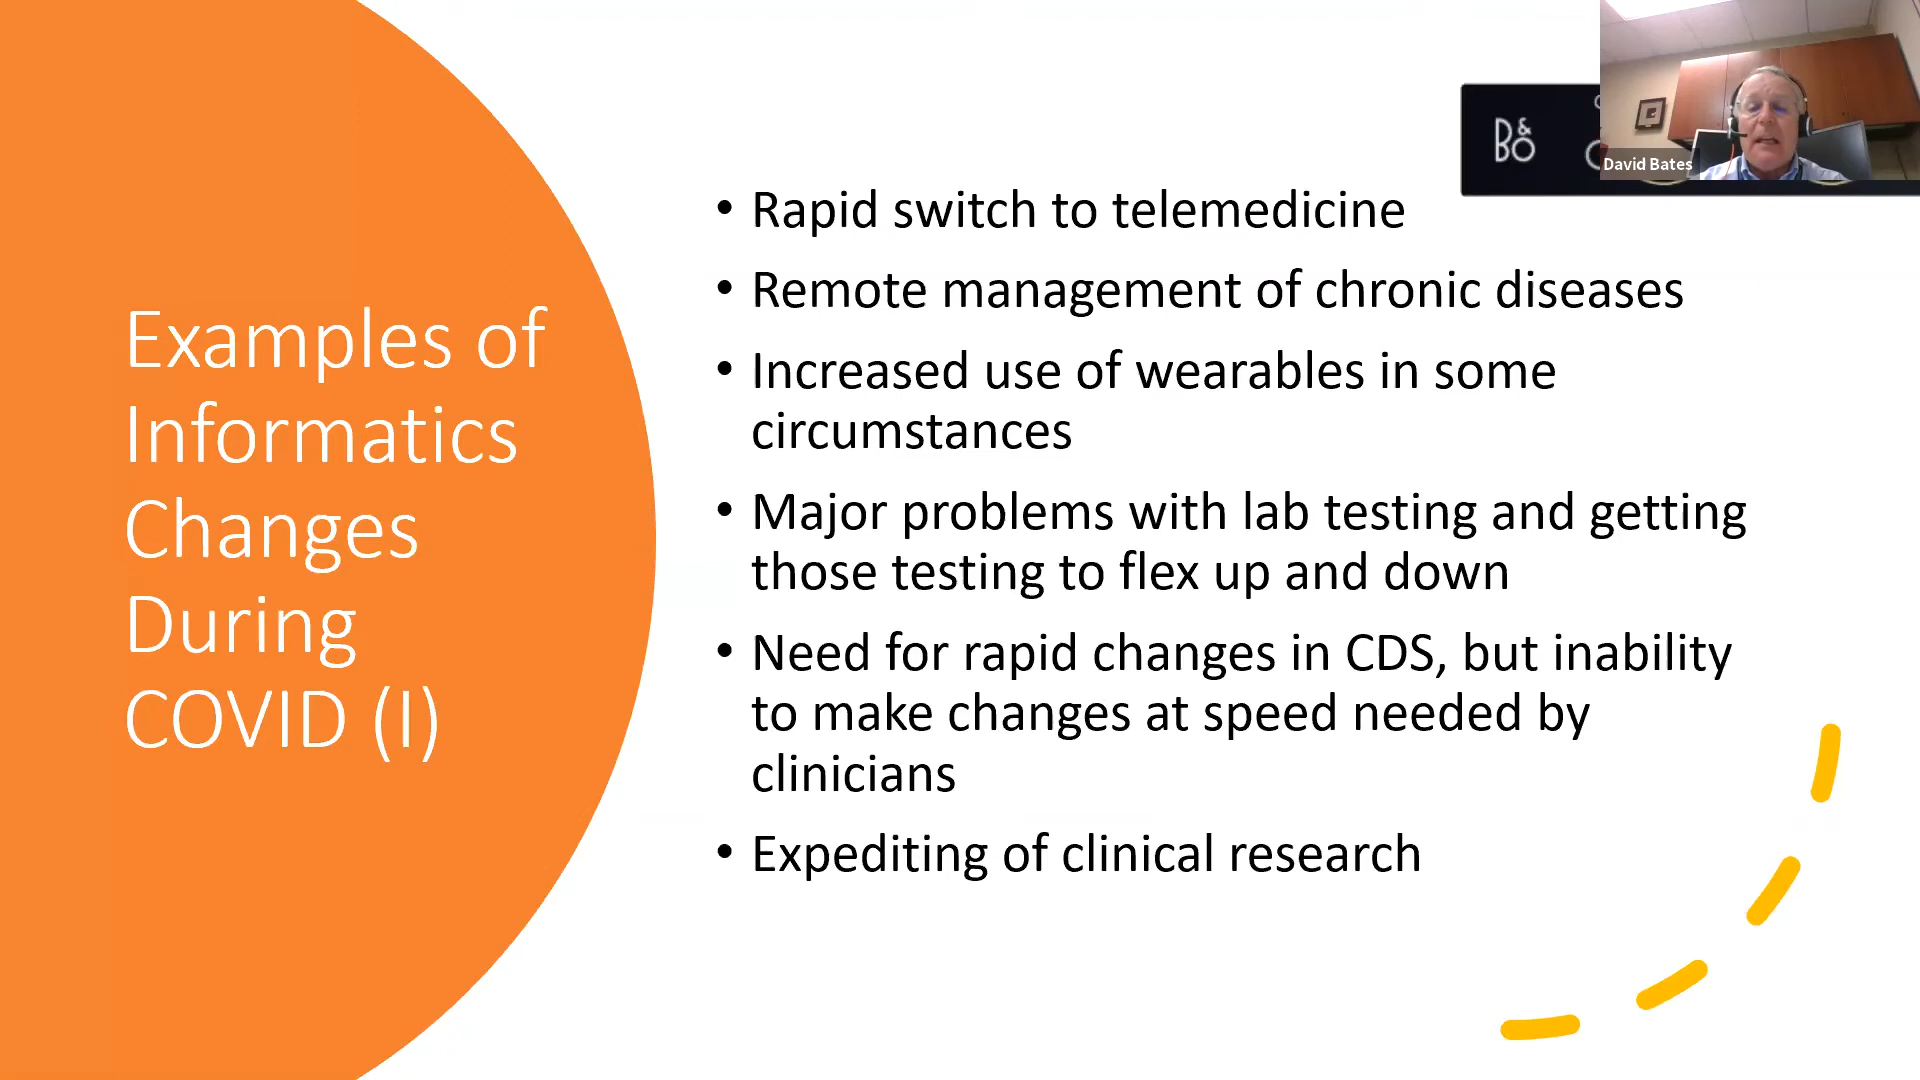 Examples of
Informatics
Changes
During
COVID (I)
B&O
David Bates
• Rapid switch to telemedicine
• Remote management of chronic diseases
• Increased use of wearables in some
circumstances
• Major problems with lab testing and getting
those testing to flex up and down
• Need for rapid changes in CDS, but inability
to make changes at speed needed by
clinicians
• Expediting of clinical research